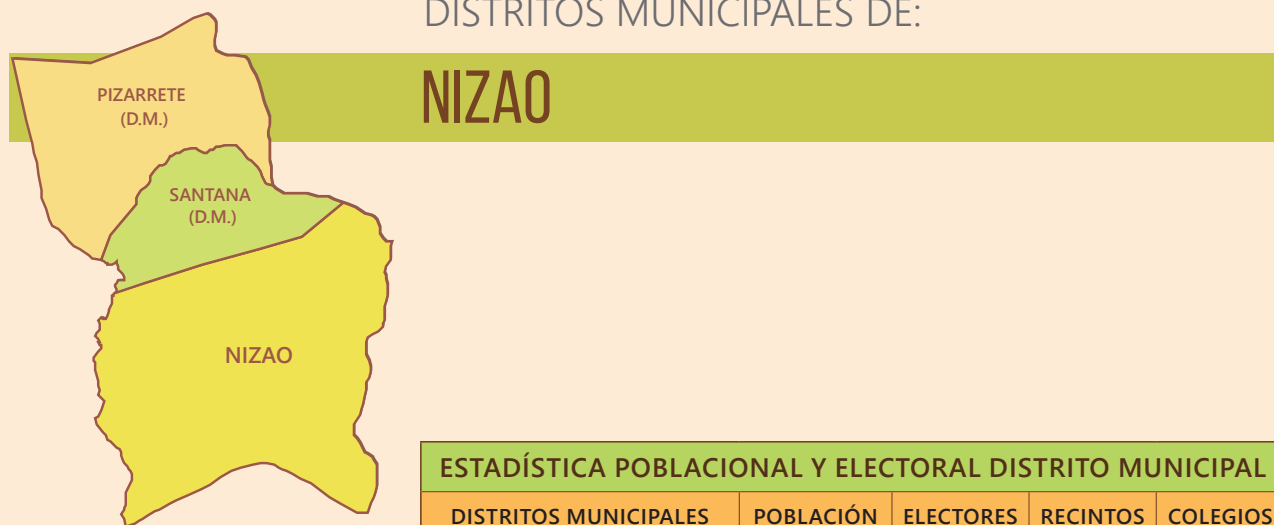 DISTRITOS MUNICIPALES DE:
NIZAO
PIZARRETE
(D.M.)
SANTANA
(D.M.)
NIZAO
ESTADÍSTICA POBLACIONAL Y ELECTORAL DISTRITO MUNICIPAL
DISTRITOS MUNICIPALES POBLACIÓN ELECTORES RECINTOS COLEGIOS